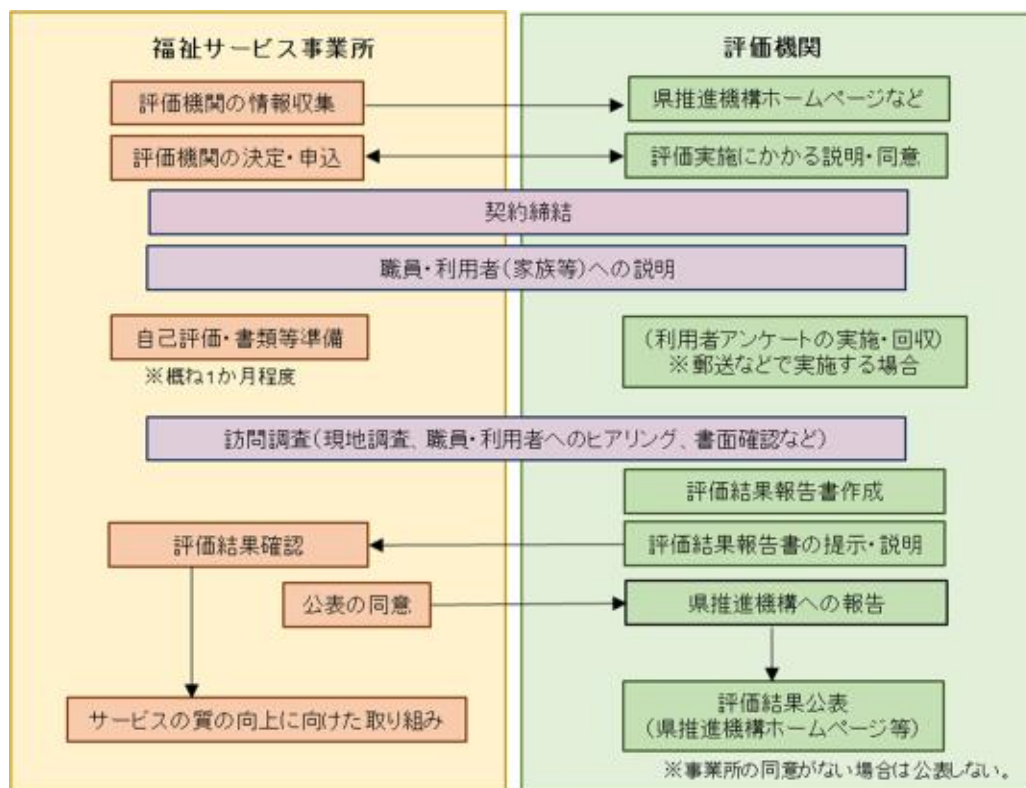 福祉サービス事業所
評価機関
評価機関の情報収集
県推進機構ホームページなど
評価機関の決定・申込
評価実施にかかる説明・同意
契約締結
職員・利用者(家族等)への説明
自己評価・書類等準備
※概ね1か月程度
(利用者アンケートの実施・回収)
※郵送などで実施する場合
訪問調査(現地調査、職員・利用者へのヒアリング、書面確認など)
評価結果報告書作成
評価結果確認
評価結果報告書の提示・説明
公表の同意
県推進機構への報告
サービスの質の向上に向けた取り組み
評価結果公表
(県推進機構ホームページ等)
※事業所の同意がない場合は公表しない。